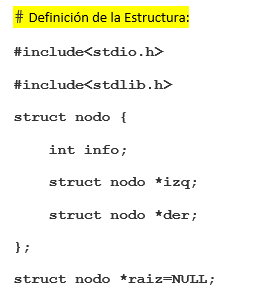 # Definición de la Estructura:
#include<stdio.h>
#include<stdlib.h>
struct nodo {
int info;
struct nodo *izq;
struct nodo *der;
};
struct nodo *raiz=NULL;